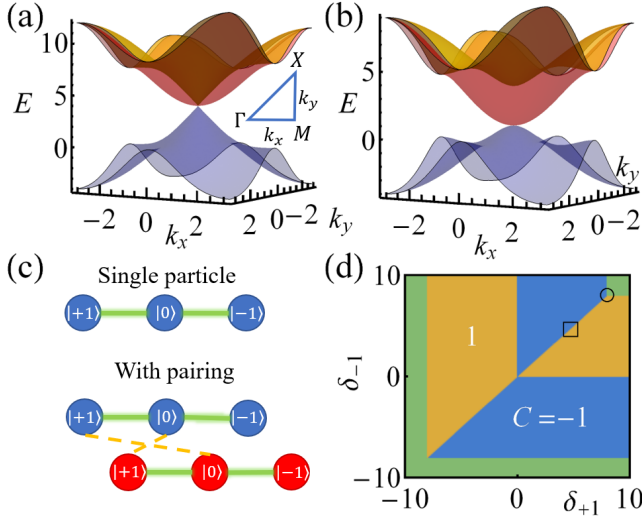 (a)
10
5
0
E
−2 0 2
k_x
2 0 −2
k_y
X
k_y
Γ
k_x
M
(b)
10
5
0
E
−2 0 2
k_x
2 0 −2
k_y
(c)
Single particle
|+1⟩ |0⟩ |−1⟩
With pairing
|+1⟩ |0⟩ |−1⟩
|+1⟩ |0⟩ |−1⟩
(d)
10
0
−10
δ_{−1}
1
C = −1
−10 0 10
δ_{+1}